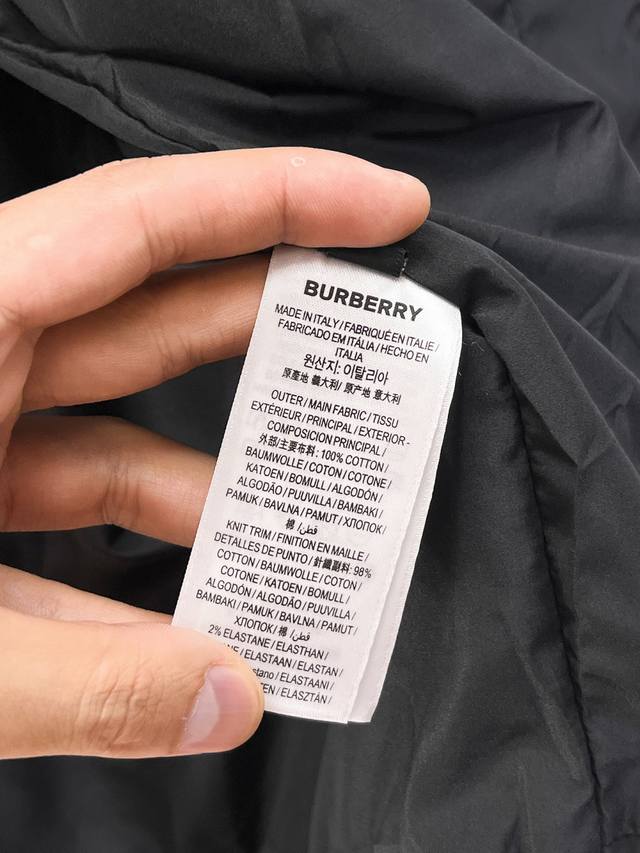 BURBERRY
MADE IN ITALY / FABRIQUÉ EN ITALIE /
FABRICADO EM ITÁLIA / HECHO EN
ITALIA
원산지: 이탈리아
原產地 義大利/ 原产地 意大利
OUTER / MAIN FABRIC / TISSU
EXTÉRIEUR / PRINCIPAL / EXTERIOR -
COMPOSICION PRINCIPAL /
外部/主要布料: 100% COTTON /
BAUMWOLLE / COTON / COTONE /
KATOEN / BOMULL / ALGODÓN /
ALGODÃO / PUUVILLA / BAMBAKI /
PAMUK / BAVLNA / PAMUT / ХЛОПОК /
棉 / قطن/
KNIT TRIM / FINITION EN MAILLE /
DETALLES DE PUNTO / 針織副料: 98%
COTTON / BAUMWOLLE / COTON /
COTONE / KATOEN / BOMULL /
ALGODÓN / ALGODÃO / PUUVILLA /
BAMBAKI / PAMUK / BAVLNA / PAMUT /
ХЛОПОК / 棉 / قطن
2% ELASTANE / ELASTHAN /
NE / ELASTAAN / ELASTAN /
stano / ELASTAANI /
EN / ELASZTÁN /